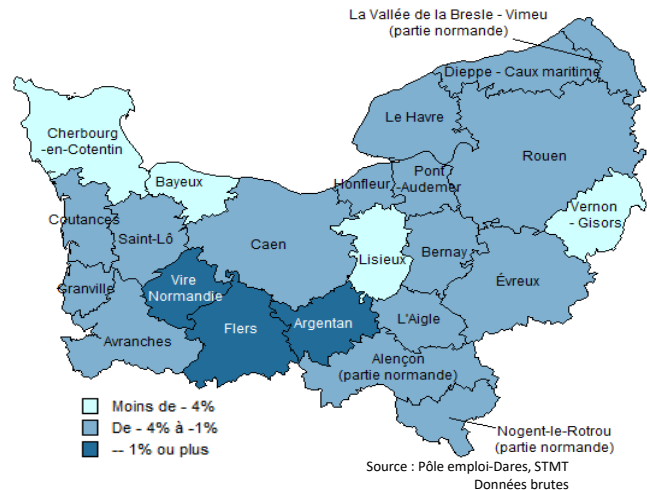 La Vallée de la Bresle - Vimeu
(partie normande)
Dieppe - Caux maritime
Le Havre
Cherbourg
-en-Cotentin
Rouen
Bayeux
Honfleur
Pont
-Audemer
Vernon
- Gisors
Coutances
Saint-Lô
Caen
Lisieux
Bernay
Évreux
Granville
Vire
Normandie
Flers
Argentan
L'Aigle
Avranches
Alençon
(partie normande)
Moins de - 4%
De - 4% à -1%
-- 1% ou plus
Nogent-le-Rotrou
(partie normande)
Source : Pôle emploi-Dares, STMT
Données brutes